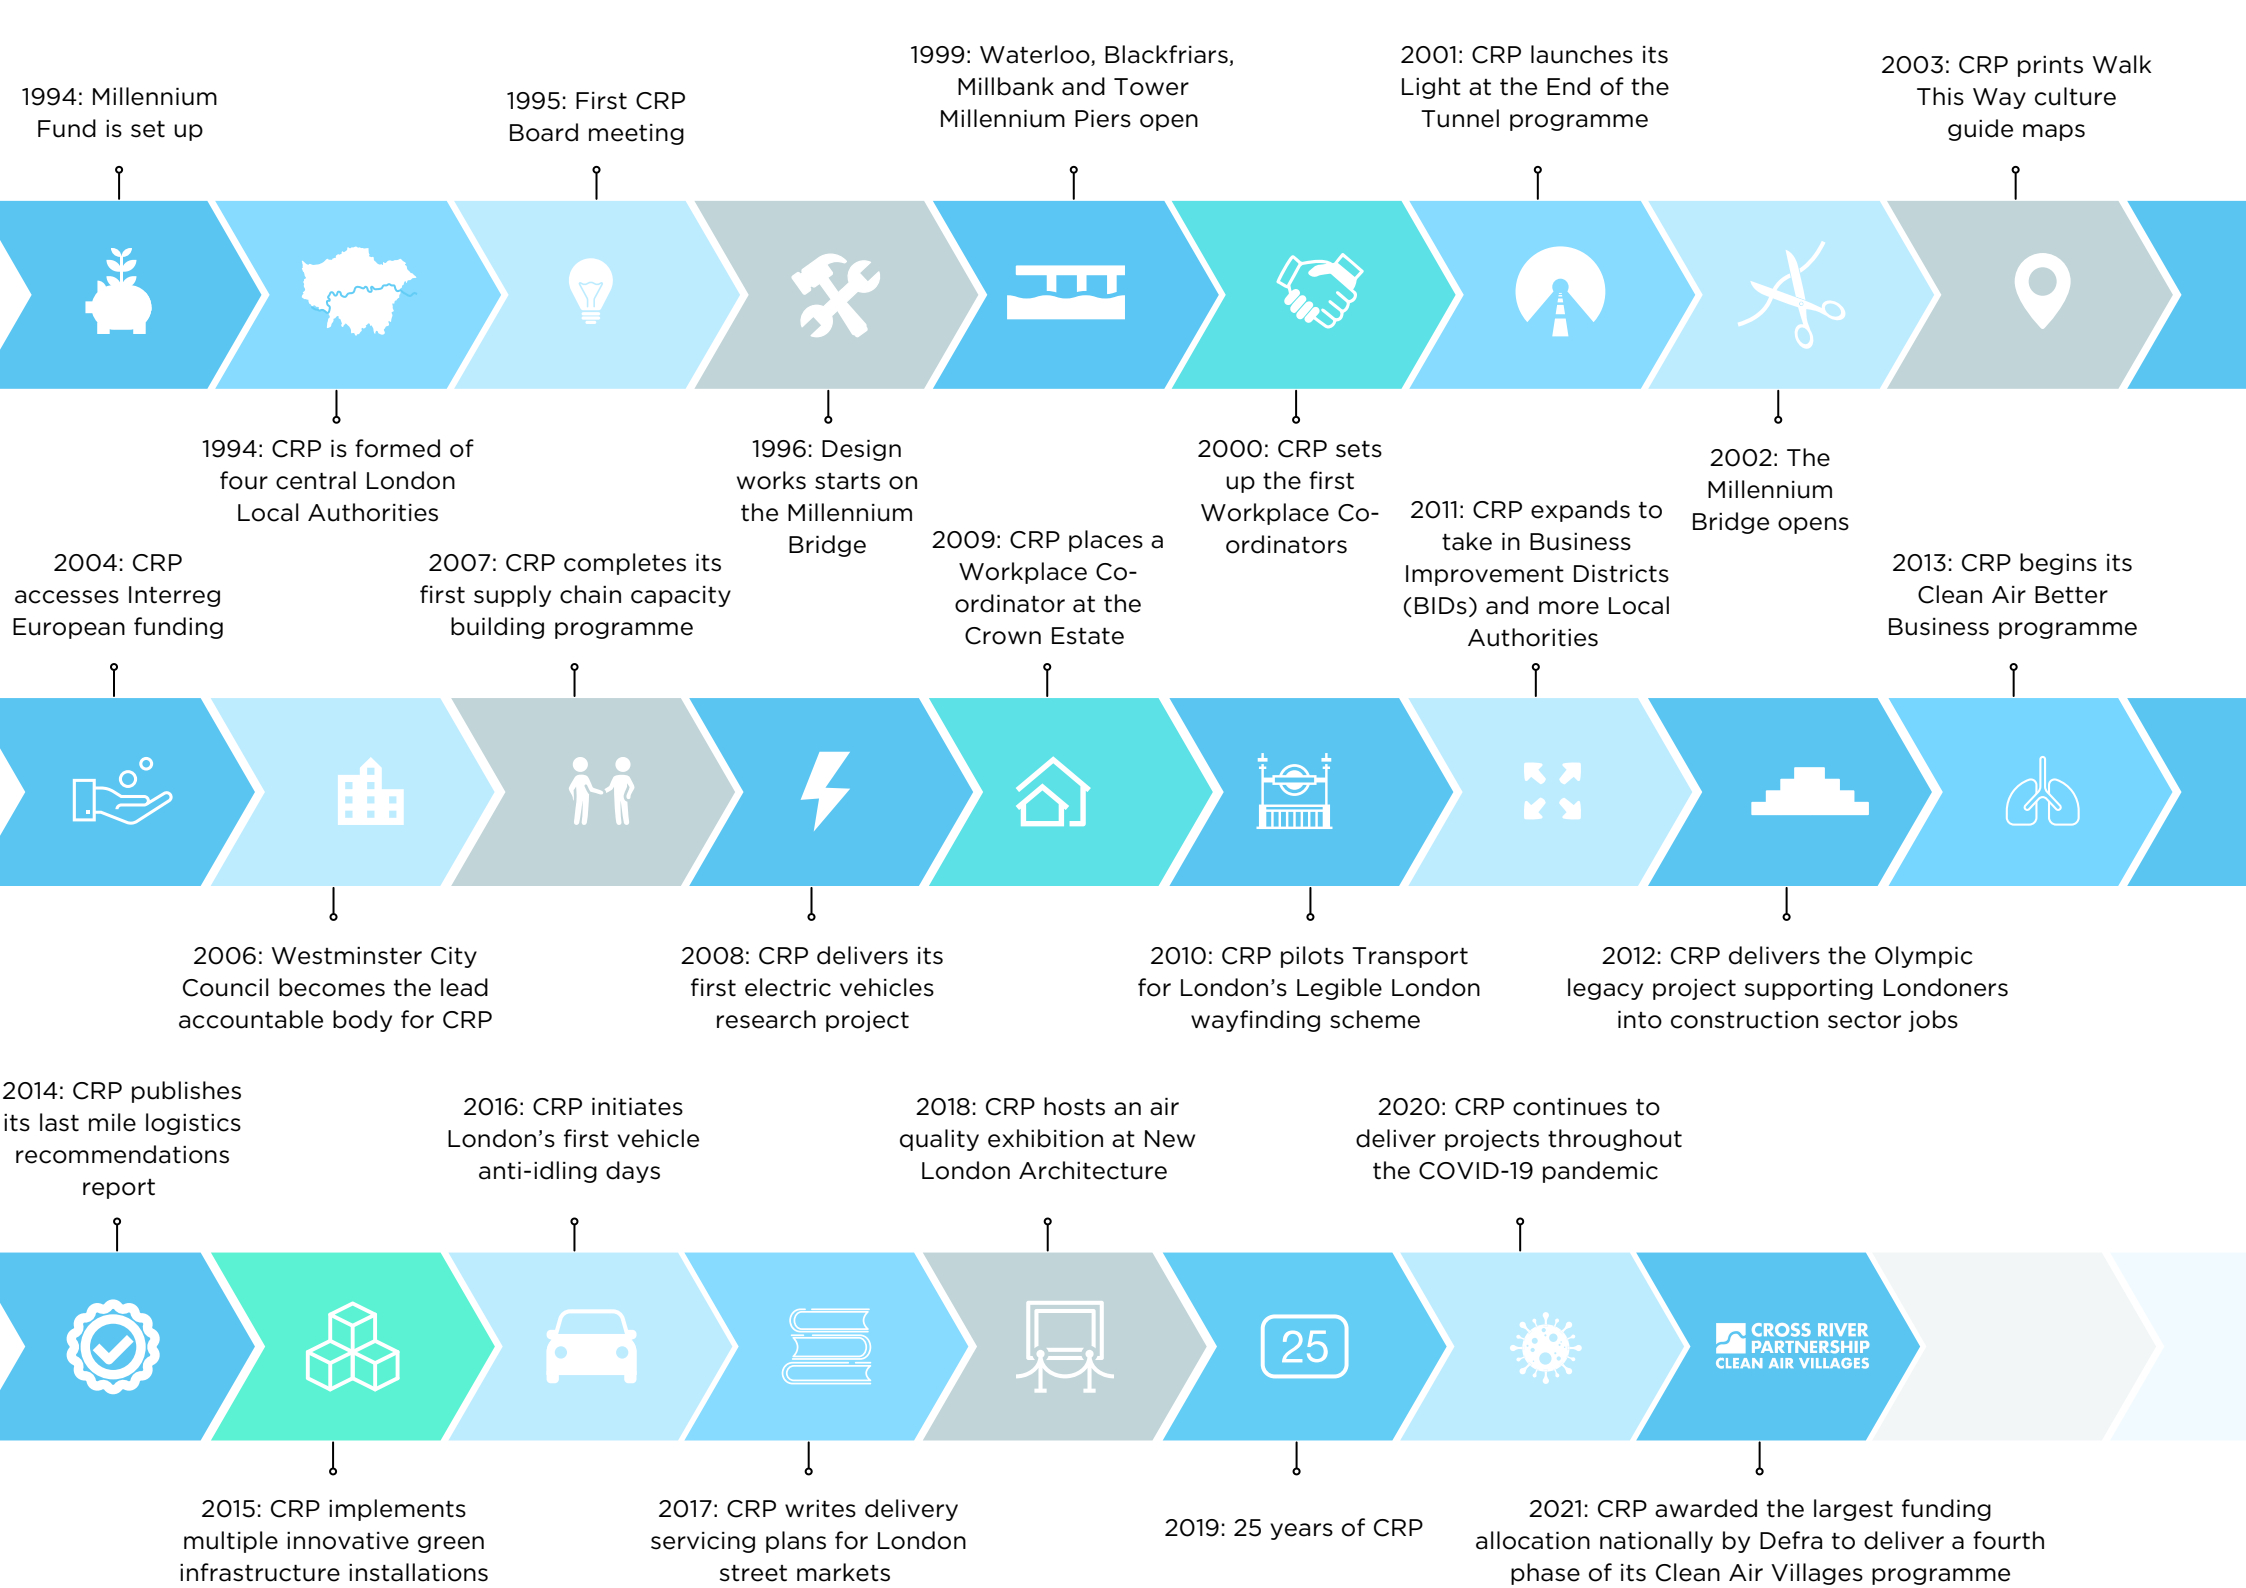 1994: Millennium
Fund is set up
1994: CRP is formed of
four central London
Local Authorities
1995: First CRP
Board meeting
1996: Design
works starts on
the Millennium
Bridge
1999: Waterloo, Blackfriars,
Millbank and Tower
Millennium Piers open
2000: CRP sets
up the first
Workplace Co-
ordinators
2001: CRP launches its
Light at the End of the
Tunnel programme
2002: The
Millennium
Bridge opens
2003: CRP prints Walk
This Way culture
guide maps
2004: CRP
accesses Interreg
European funding
2006: Westminster City
Council becomes the lead
accountable body for CRP
2007: CRP completes its
first supply chain capacity
building programme
2008: CRP delivers its
first electric vehicles
research project
2009: CRP places a
Workplace Co-
ordinator at the
Crown Estate
2010: CRP pilots Transport
for London's Legible London
wayfinding scheme
2011: CRP expands to
take in Business
Improvement Districts
(BIDs) and more Local
Authorities
2012: CRP delivers the Olympic
legacy project supporting Londoners
into construction sector jobs
2013: CRP begins its
Clean Air Better
Business programme
2014: CRP publishes
its last mile logistics
recommendations
report
2015: CRP implements
multiple innovative green
infrastructure installations
2016: CRP initiates
London's first vehicle
anti-idling days
2017: CRP writes delivery
servicing plans for London
street markets
2018: CRP hosts an air
quality exhibition at New
London Architecture
25
2019: 25 years of CRP
2020: CRP continues to
deliver projects throughout
the COVID-19 pandemic
CROSS RIVER
PARTNERSHIP
CLEAN AIR VILLAGES
2021: CRP awarded the largest funding
allocation nationally by Defra to deliver a fourth
phase of its Clean Air Villages programme